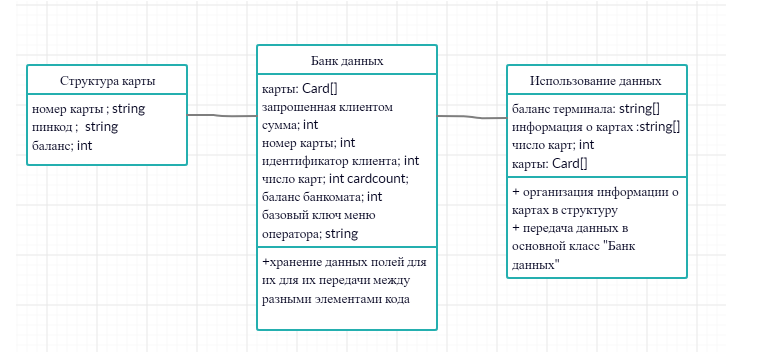 Структура карты
номер карты ; string
пинкод ; string
баланс; int
Банк данных
карты: Card[]
запрошенная клиентом
сумма; int
номер карты; int
идентификатор клиента; int
число карт; int cardcount;
баланс банкомата; int
базовый ключ меню
оператора; string
+хранение данных полей для
их для их передачи между
разными элементами кода
Использование данных
баланс терминала: string[]
информация о картах :string[]
число карт; int
карты: Card[]
+ организация информации о
картах в структуру
+ передача данных в
основной класс "Банк
данных"